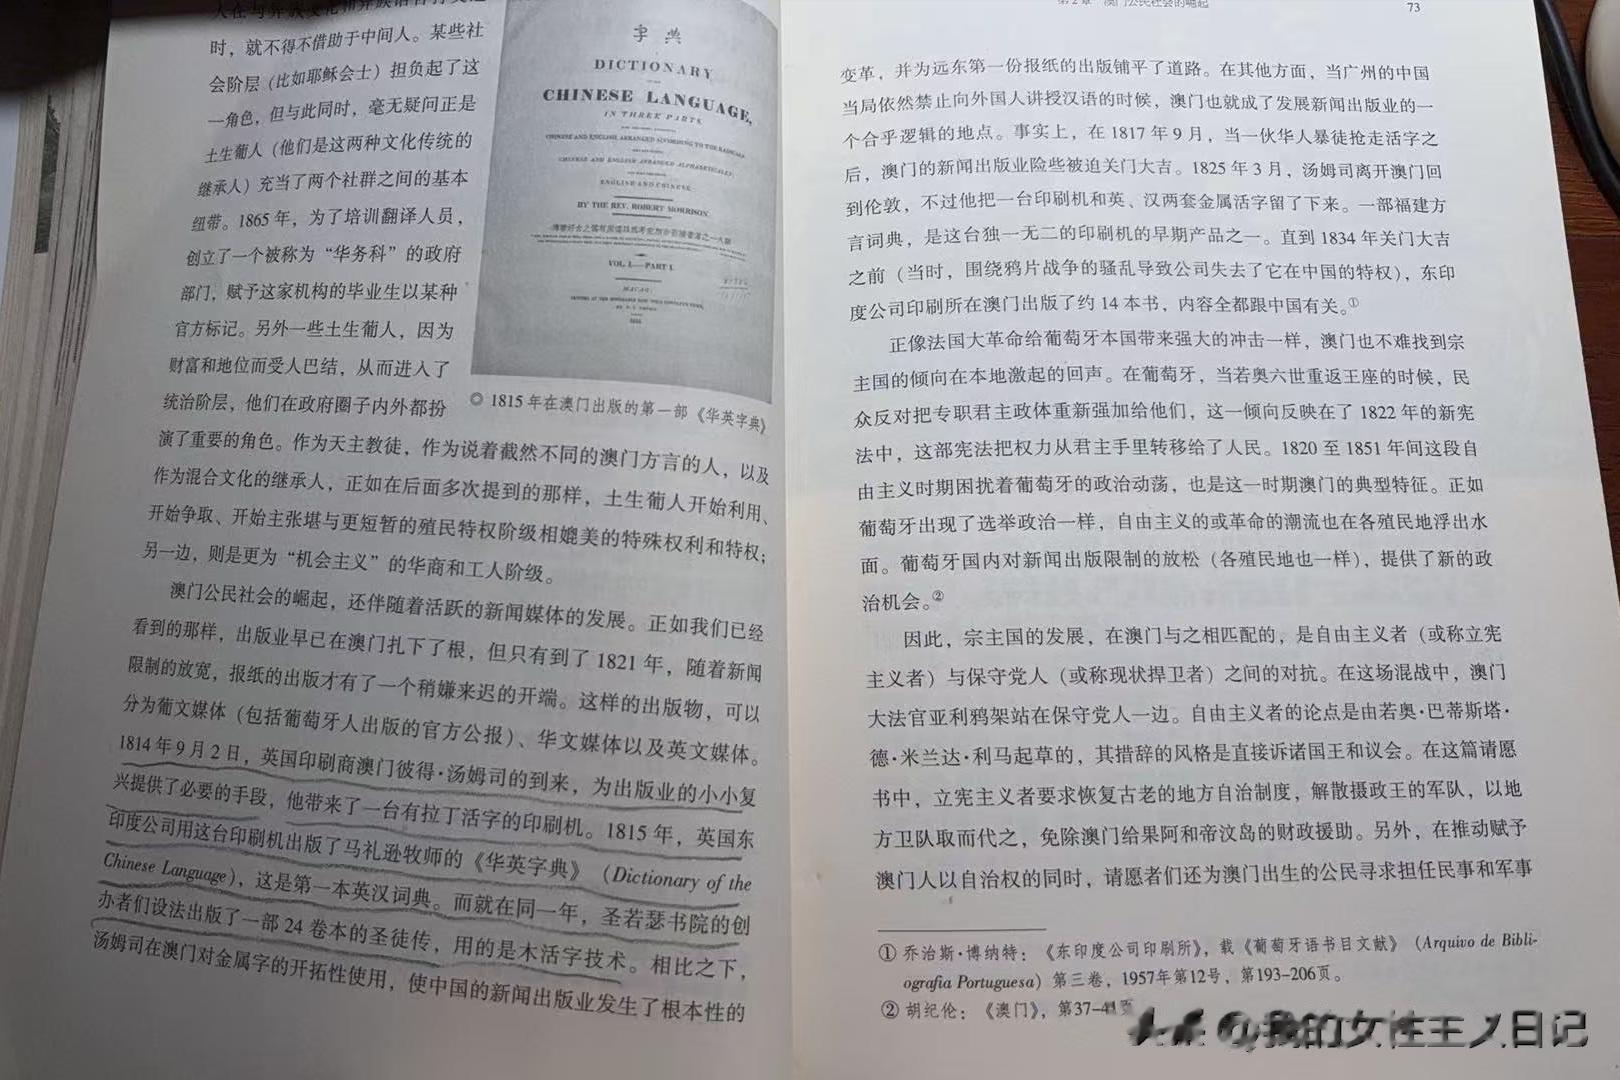 时，就不得不借助于中间人。某些社
会阶层（比如耶稣会士）担负起了这
一角色，但与此同时，毫无疑问正是
土生葡人（他们是这两种文化传统的
继承人）充当了两个社群之间的基本
纽带。1865 年，为了培训翻译人员，
创立了一个被称为“华务科”的政府
部门，赋予这家机构的毕业生以某种
官方标记。另外一些土生葡人，因为
财富和地位而受人巴结，从而进入了
统治阶层，他们在政府圈子内外都扮
字典
DICTIONARY
CHINESE LANGUAGE,
IN THREE PARTS.
CHINESE AND ENGLISH ARRANGED ACCORDING TO THE RADICALS
CHINESE AND ENGLISH ARRANGED ALPHABETICALLY;
ENGLISH AND CHINESE.
BY THE REV. ROBERT MORRISON.
VOL. I.—PART I.
MACAO:
◎ 1815 年在澳门出版的第一部《华英字典》
演了重要的角色。作为天主教徒，作为说着截然不同的澳门方言的人，以及
作为混合文化的继承人，正如在后面多次提到的那样，土生葡人开始利用、
开始争取、开始主张堪与更短暂的殖民特权阶级相媲美的特殊权利和特权；
另一边，则是更为“机会主义”的华商和工人阶级。
澳门公民社会的崛起，还伴随着活跃的新闻媒体的发展。正如我们已经
看到的那样，出版业早已在澳门扎下了根，但只有到了 1821 年，随着新闻
限制的放宽，报纸的出版才有了一个稍嫌来迟的开端。这样的出版物，可以
分为葡文媒体（包括葡萄牙人出版的官方公报）、华文媒体以及英文媒体。
1814 年 9 月 2 日，英国印刷商澳门彼得·汤姆司的到来，为出版业的小小复
兴提供了必要的手段，他带来了一台有拉丁活字的印刷机。1815 年，英国东
印度公司用这台印刷机出版了马礼逊牧师的《华英字典》（Dictionary of the
Chinese Language），这是第一本英汉词典。而就在同一年，圣若瑟书院的创
办者们设法出版了一部 24 卷本的圣徒传，用的是木活字技术。相比之下，
汤姆司在澳门对金属字的开拓性使用，使中国的新闻出版业发生了根本性的
第2章 澳门公民社会的崛起 73
变革，并为远东第一份报纸的出版铺平了道路。在其他方面，当广州的中国
当局依然禁止向外国人讲授汉语的时候，澳门也就成了发展新闻出版业的一
个合乎逻辑的地点。事实上，在 1817 年 9 月，当一伙华人暴徒抢走活字之
后，澳门的新闻出版业险些被迫关门大吉。1825 年 3 月，汤姆司离开澳门回
到伦敦，不过他把一台印刷机和英、汉两套金属活字留了下来。一部福建方
言词典，是这台独一无二的印刷机的早期产品之一。直到 1834 年关门大吉
之前（当时，围绕鸦片战争的骚乱导致公司失去了它在中国的特权），东印
度公司印刷所在澳门出版了约 14 本书，内容全都跟中国有关。①
正像法国大革命给葡萄牙本国带来强大的冲击一样，澳门也不难找到宗
主国的倾向在本地激起的回声。在葡萄牙，当若奥六世重返王座的时候，民
众反对把专职君主政体重新强加给他们，这一倾向反映在了 1822 年的新宪
法中，这部宪法把权力从君主手里转移给了人民。1820 至 1851 年间这段自
由主义时期困扰着葡萄牙的政治动荡，也是这一时期澳门的典型特征。正如
葡萄牙出现了选举政治一样，自由主义的或革命的潮流也在各殖民地浮出水
面。葡萄牙国内对新闻出版限制的放松（各殖民地也一样），提供了新的政
治机会。②
因此，宗主国的发展，在澳门与之相匹配的，是自由主义者（或称立宪
主义者）与保守党人（或称现状捍卫者）之间的对抗。在这场混战中，澳门
大法官亚利鸦架站在保守党人一边。自由主义者的论点是由若奥·巴蒂斯塔·
德·米兰达·利马起草的，其措辞的风格是直接诉诸国王和议会。在这篇请愿
书中，立宪主义者要求恢复古老的地方自治制度，解散摄政王的军队，以地
方卫队取而代之，免除澳门给果阿和帝汶岛的财政援助。另外，在推动赋予
澳门人以自治权的同时，请愿者们还为澳门出生的公民寻求担任民事和军事
① 乔治斯·博纳特：《东印度公司印刷所》，载《葡萄牙语书目文献》（Arquivo de Bibli-
ografia Portuguesa）第三卷，1957年第12号，第193-206页。
② 胡纪伦：《澳门》，第37-41页
头条 @我的女性主义日记